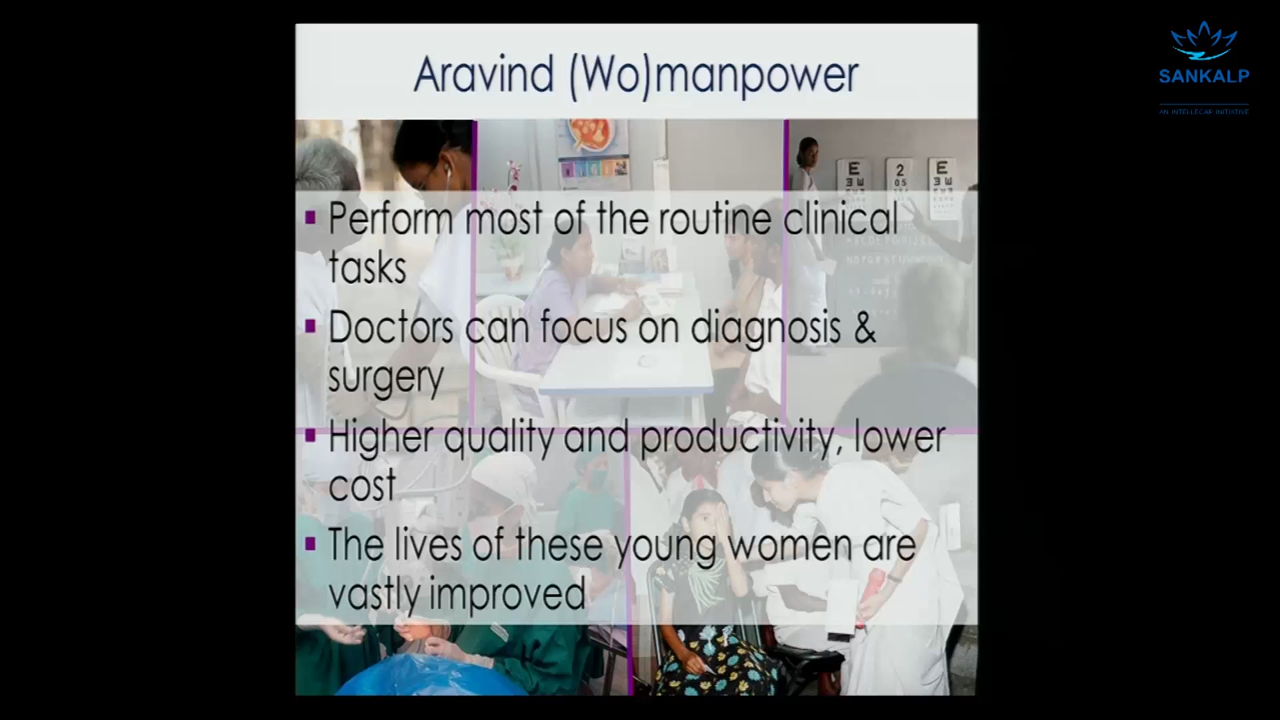 Aravind (Wo)manpower
SANKALP
AN INTELLECAP INITIATIVE
▪ Perform most of the routine clinical
tasks
▪ Doctors can focus on diagnosis &
surgery
▪ Higher quality and productivity, lower
cost
▪ The lives of these young women are
vastly improved
E
2
E